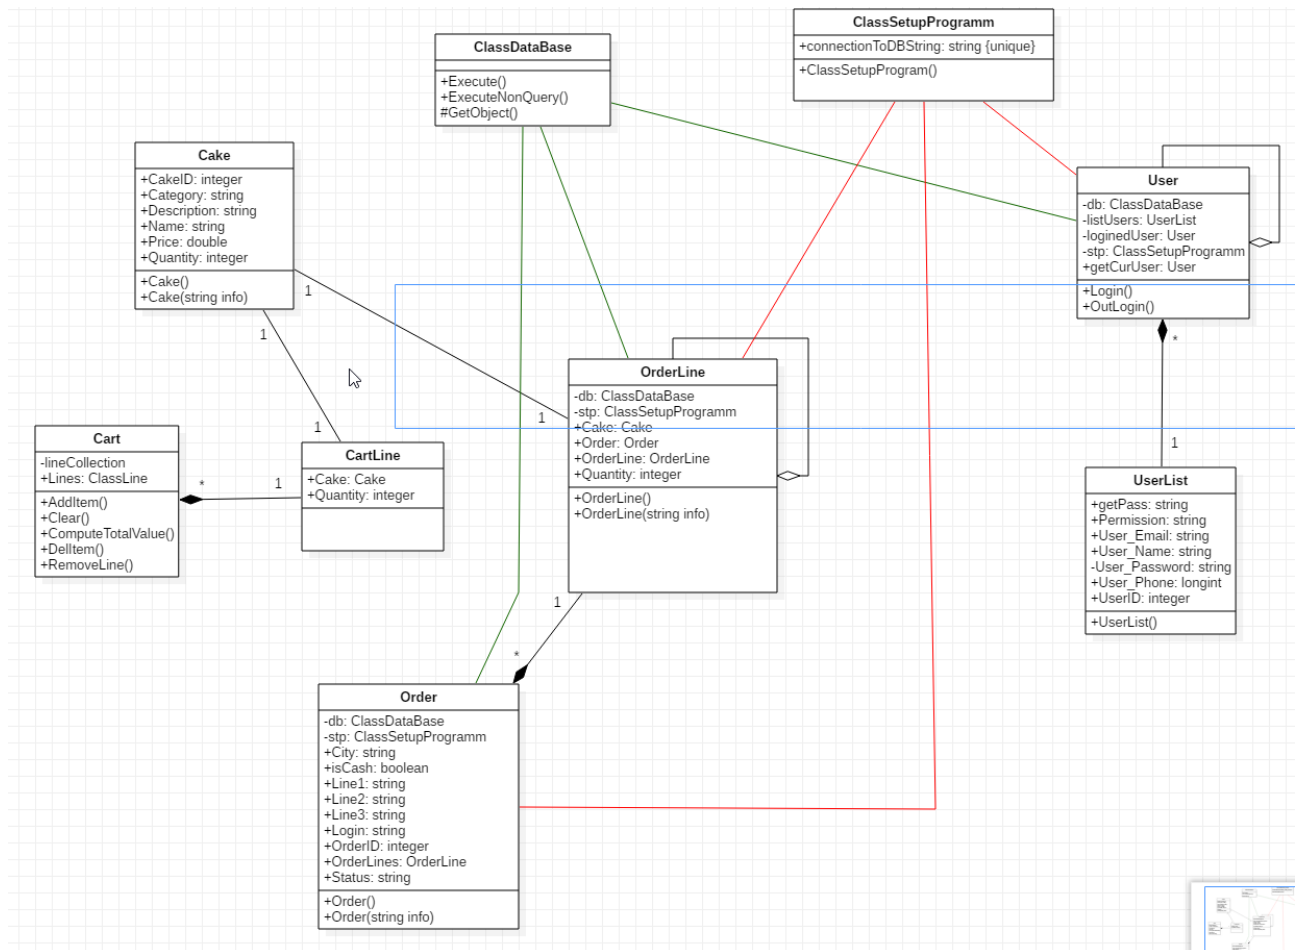 ClassSetupProgramm
+connectionToDBString: string {unique}
+ClassSetupProgram()
ClassDataBase
+Execute()
+ExecuteNonQuery()
#GetObject()
Cake
+CakeID: integer
+Category: string
+Description: string
+Name: string
+Price: double
+Quantity: integer
+Cake()
+Cake(string info)
User
-db: ClassDataBase
-listUsers: UserList
-loginedUser: User
-stp: ClassSetupProgramm
+getCurUser: User
+Login()
+OutLogin()
1
1
*
OrderLine
-db: ClassDataBase
-stp: ClassSetupProgramm
+Cake: Cake
+Order: Order
+OrderLine: OrderLine
+Quantity: integer
+OrderLine()
+OrderLine(string info)
1
1
Cart
-lineCollection
+Lines: ClassLine
+AddItem()
+Clear()
+ComputeTotalValue()
+DelItem()
+RemoveLine()
*
1
CartLine
+Cake: Cake
+Quantity: integer
1
UserList
+getPass: string
+Permission: string
+User_Email: string
+User_Name: string
-User_Password: string
+User_Phone: longint
+UserID: integer
+UserList()
1
*
Order
-db: ClassDataBase
-stp: ClassSetupProgramm
+City: string
+isCash: boolean
+Line1: string
+Line2: string
+Line3: string
+Login: string
+OrderID: integer
+OrderLines: OrderLine
+Status: string
+Order()
+Order(string info)